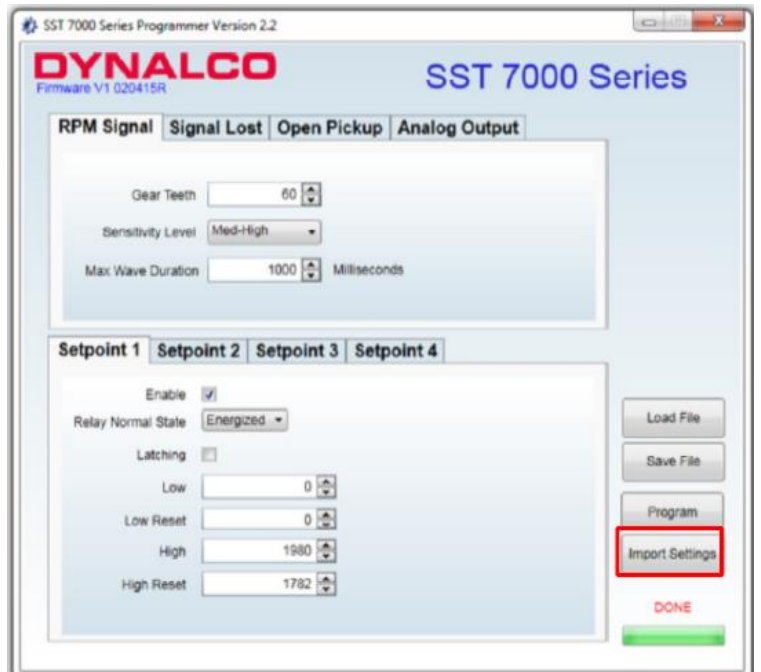 SST 7000 Series Programmer Version 2.2
DYNALCO
Firmware V1 020415R
SST 7000 Series
RPM Signal Signal Lost Open Pickup Analog Output
Gear Teeth 60
Sensitivity Level Med-High
Max Wave Duration 1000 Milliseconds
Setpoint 1 Setpoint 2 Setpoint 3 Setpoint 4
Enable
Relay Normal State Energized
Latching
Low 0
Low Reset 0
High 1980
High Reset 1782
Load File
Save File
Program
Import Settings
DONE